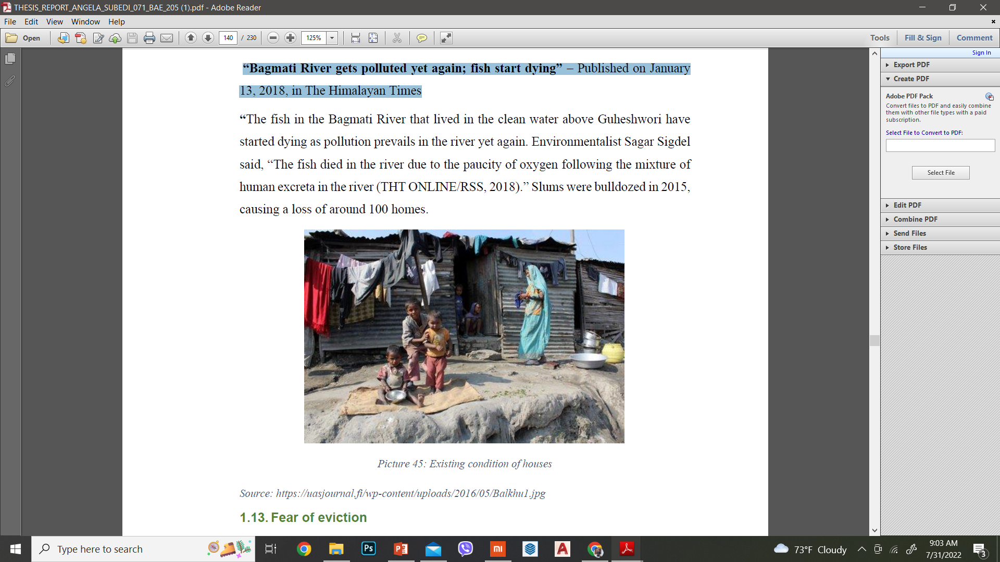 THESIS_REPORT_ANGELA_SUBEDI_071_BAE_205 (1).pdf - Adobe Reader
File Edit View Window Help
Open 140 / 230 125% Tools Fill & Sign Comment
Sign In
Export PDF
Create PDF
Adobe PDF Pack
Convert files to PDF and easily combine
them with other file types with a paid
subscription.
Select File to Convert to PDF:
Select File
Edit PDF
Combine PDF
Send Files
Store Files
“Bagmati River gets polluted yet again; fish start dying” – Published on January
13, 2018, in The Himalayan Times
“The fish in the Bagmati River that lived in the clean water above Guheshwori have
started dying as pollution prevails in the river yet again. Environmentalist Sagar Sigdel
said, “The fish died in the river due to the paucity of oxygen following the mixture of
human excreta in the river (THT ONLINE/RSS, 2018).” Slums were bulldozed in 2015,
causing a loss of around 100 homes.
Picture 45: Existing condition of houses
Source: https://uasjournal.fi/wp-content/uploads/2016/05/Balkhu1.jpg
1.13. Fear of eviction
Type here to search
Ps
P
mi
A
73°F Cloudy
9:03 AM
7/31/2022
3